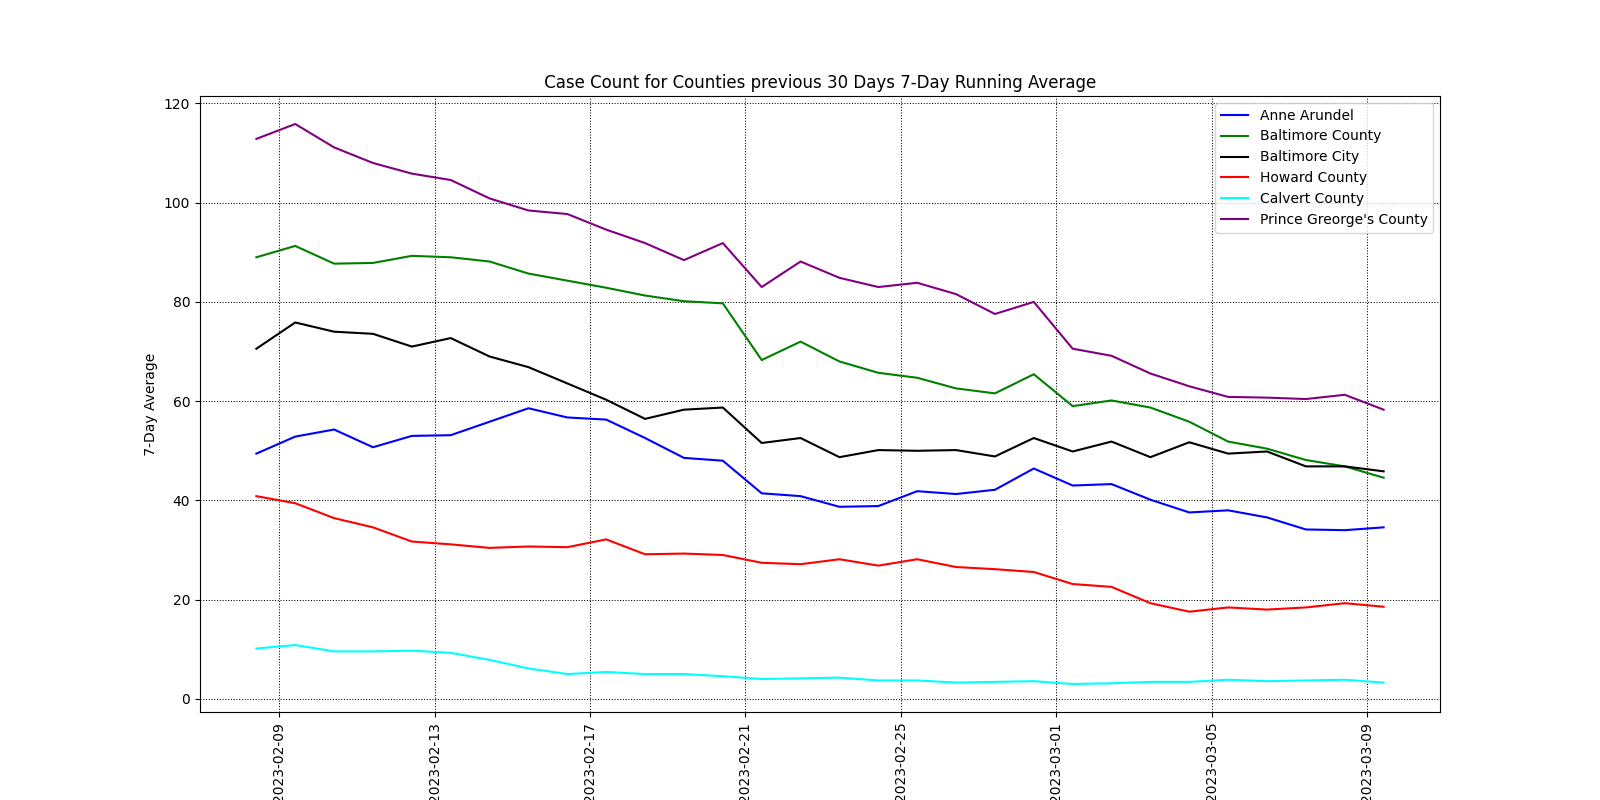 Case Count for Counties previous 30 Days 7-Day Running Average
Anne Arundel
Baltimore County
Baltimore City
Howard County
Calvert County
Prince Greorge's County
7-Day Average
120
100
80
60
40
20
0
2023-02-09
2023-02-13
2023-02-17
2023-02-21
2023-02-25
2023-03-01
2023-03-05
2023-03-09